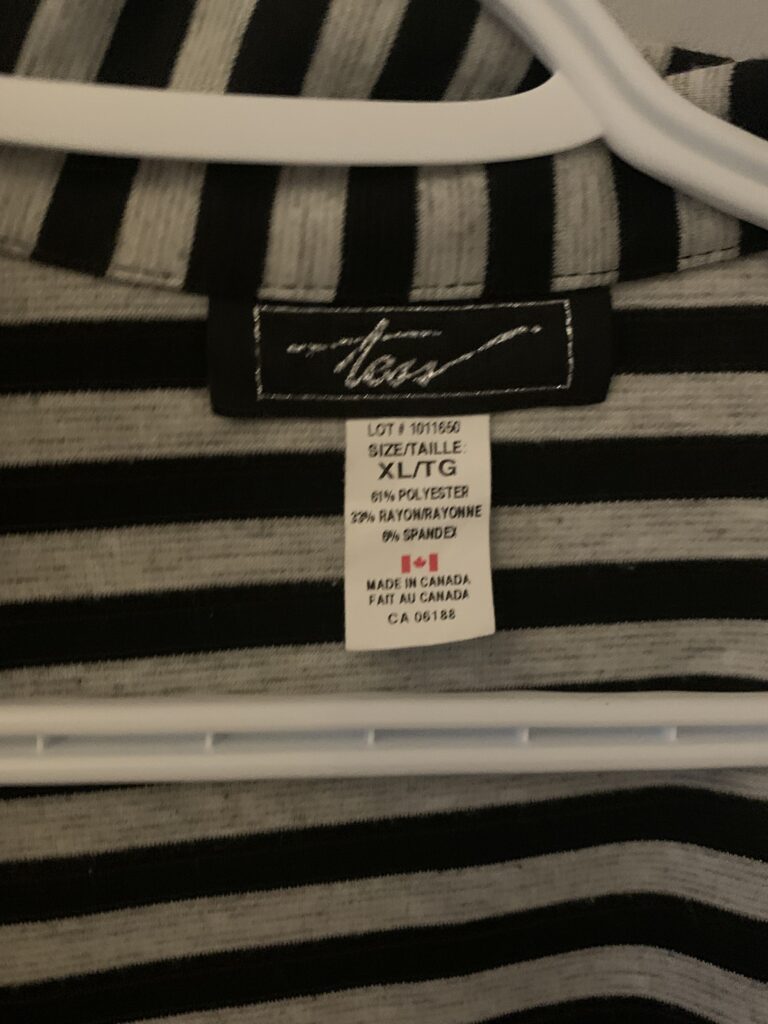 tess
LOT # 1011650
SIZE/TAILLE:
XL/TG
61% POLYESTER
33% RAYON/RAYONNE
6% SPANDEX
MADE IN CANADA
FAIT AU CANADA
CA 06188